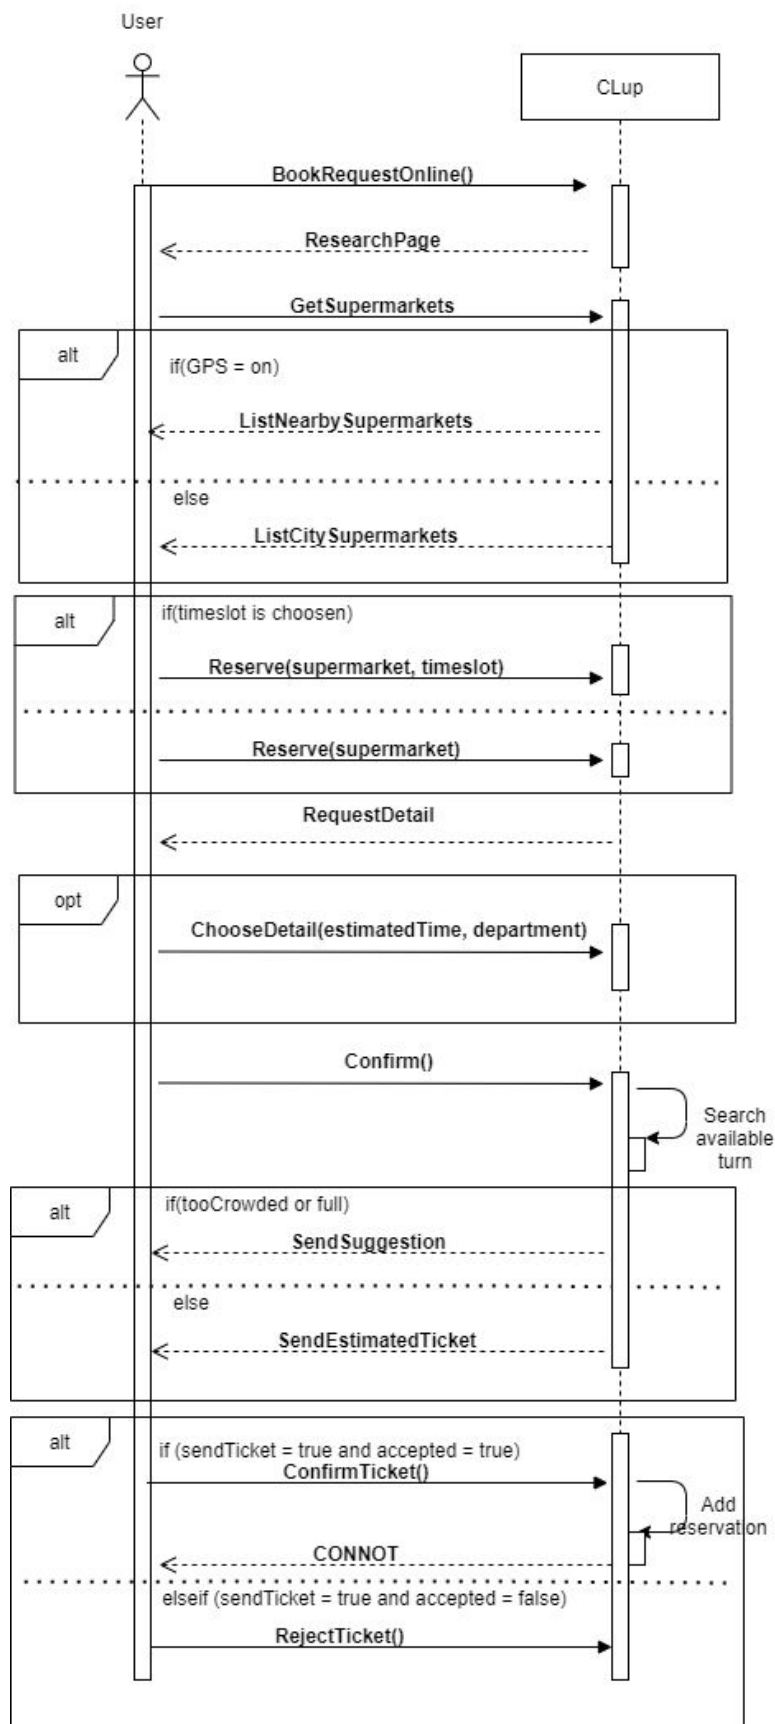 User
CLup
BookRequestOnline()
ResearchPage
GetSupermarkets
alt
if(GPS = on)
ListNearbySupermarkets
else
ListCitySupermarkets
alt
if(timeslot is choosen)
Reserve(supermarket, timeslot)
Reserve(supermarket)
RequestDetail
opt
ChooseDetail(estimatedTime, department)
Confirm()
Search
available
turn
alt
if(tooCrowded or full)
SendSuggestion
else
SendEstimatedTicket
alt
if (sendTicket = true and accepted = true)
ConfirmTicket()
Add
reservation
CONNOT
elseif (sendTicket = true and accepted = false)
RejectTicket()